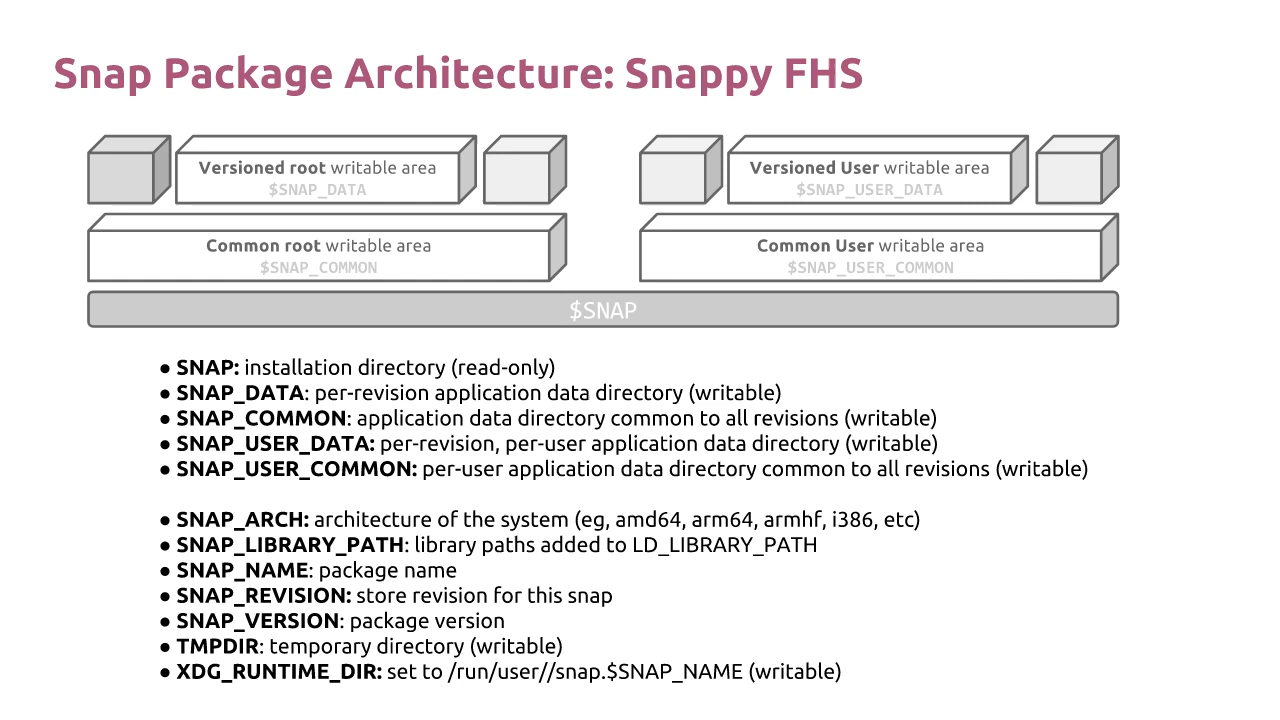 Snap Package Architecture: Snappy FHS
Versioned root writable area
$SNAP_DATA
Versioned User writable area
$SNAP_USER_DATA
Common root writable area
$SNAP_COMMON
Common User writable area
$SNAP_USER_COMMON
$SNAP
● SNAP: installation directory (read-only)
● SNAP_DATA: per-revision application data directory (writable)
● SNAP_COMMON: application data directory common to all revisions (writable)
● SNAP_USER_DATA: per-revision, per-user application data directory (writable)
● SNAP_USER_COMMON: per-user application data directory common to all revisions (writable)
● SNAP_ARCH: architecture of the system (eg, amd64, arm64, armhf, i386, etc)
● SNAP_LIBRARY_PATH: library paths added to LD_LIBRARY_PATH
● SNAP_NAME: package name
● SNAP_REVISION: store revision for this snap
● SNAP_VERSION: package version
● TMPDIR: temporary directory (writable)
● XDG_RUNTIME_DIR: set to /run/user//snap.$SNAP_NAME (writable)